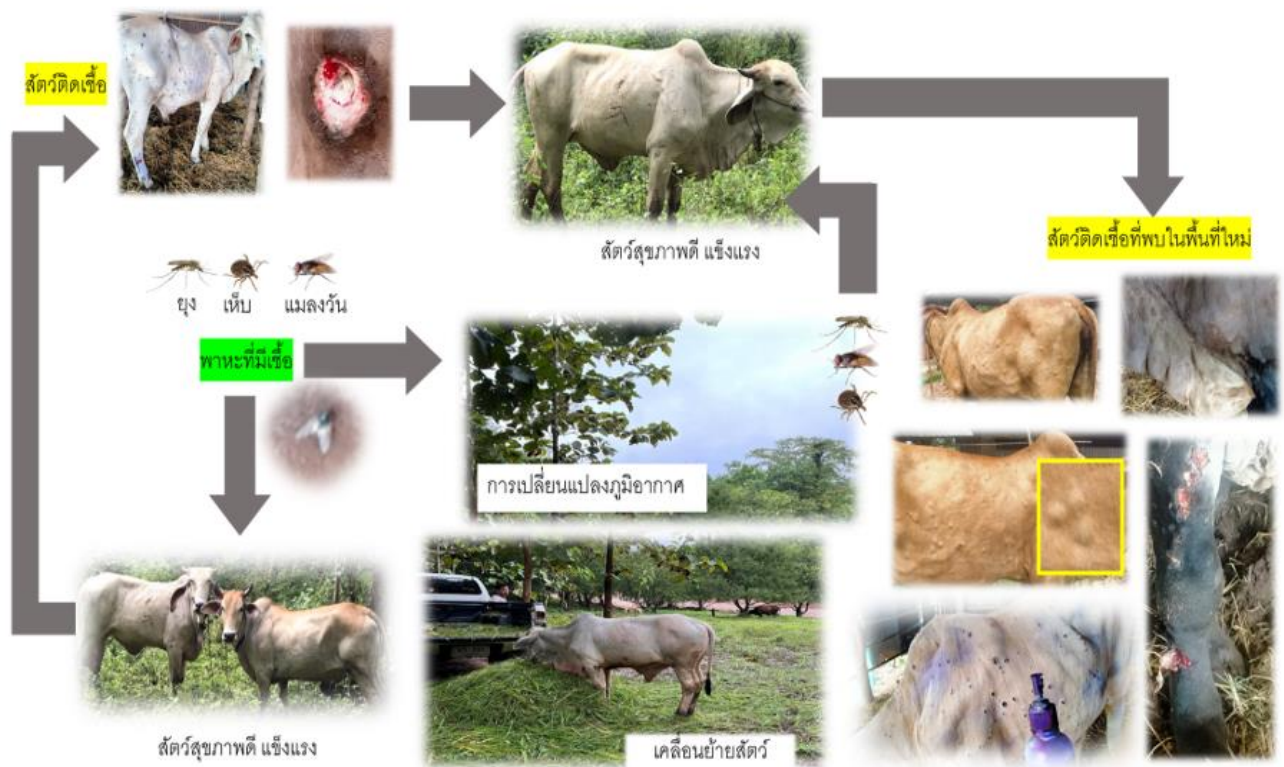 สัตว์ติดเชื้อ
สัตว์สุขภาพดี แข็งแรง
สัตว์ติดเชื้อที่พบในพื้นที่ใหม่
ยุง เห็บ แมลงวัน
พาหะที่มีเชื้อ
การเปลี่ยนแปลงภูมิอากาศ
สัตว์สุขภาพดี แข็งแรง
เคลื่อนย้ายสัตว์